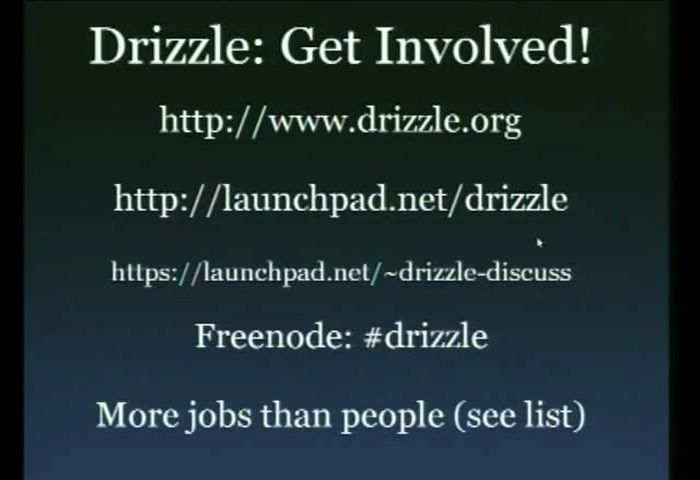 Drizzle: Get Involved!
http://www.drizzle.org
http://launchpad.net/drizzle
https://launchpad.net/~drizzle-discuss
Freenode: #drizzle
More jobs than people (see list)